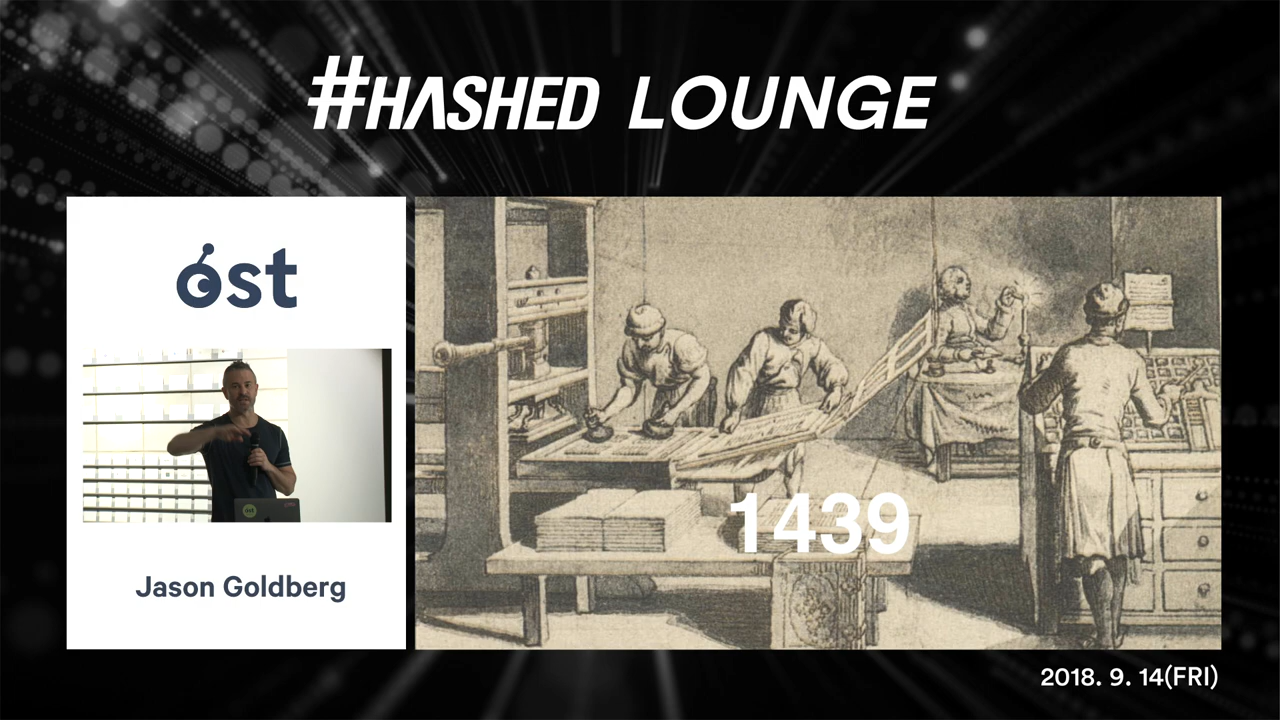 #HASHED LOUNGE
ost
Jason Goldberg
1439
2018. 9. 14(FRI)